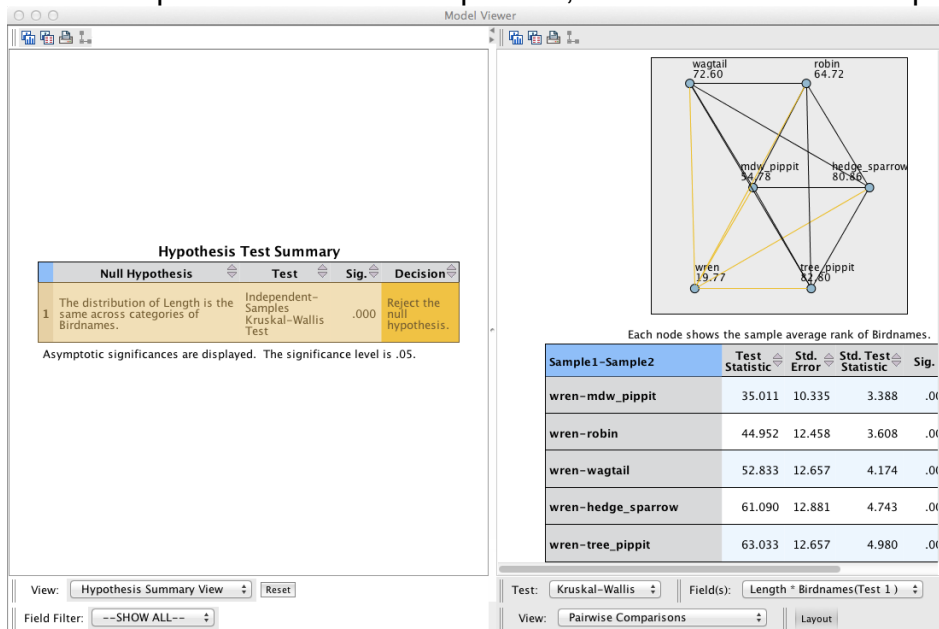 Model Viewer
Hypothesis Test Summary
Null Hypothesis Test Sig. Decision
1 The distribution of Length is the same across categories of Birdnames. Independent-Samples Kruskal-Wallis Test .000 Reject the null hypothesis.
Asymptotic significances are displayed. The significance level is .05.
View: Hypothesis Summary View Reset
Field Filter: --SHOW ALL--
wagtail
72.60
robin
64.72
mdw_pippit
54.78
hedge_sparrow
80.86
wren
19.77
tree_pippit
82.80
Each node shows the sample average rank of Birdnames.
Sample1-Sample2 Test Statistic Std. Error Std. Test Statistic Sig.
wren-mdw_pippit 35.011 10.335 3.388 .00
wren-robin 44.952 12.458 3.608 .00
wren-wagtail 52.833 12.657 4.174 .00
wren-hedge_sparrow 61.090 12.881 4.743 .00
wren-tree_pippit 63.033 12.657 4.980 .00
Test: Kruskal-Wallis Field(s): Length * Birdnames(Test 1)
View: Pairwise Comparisons Layout